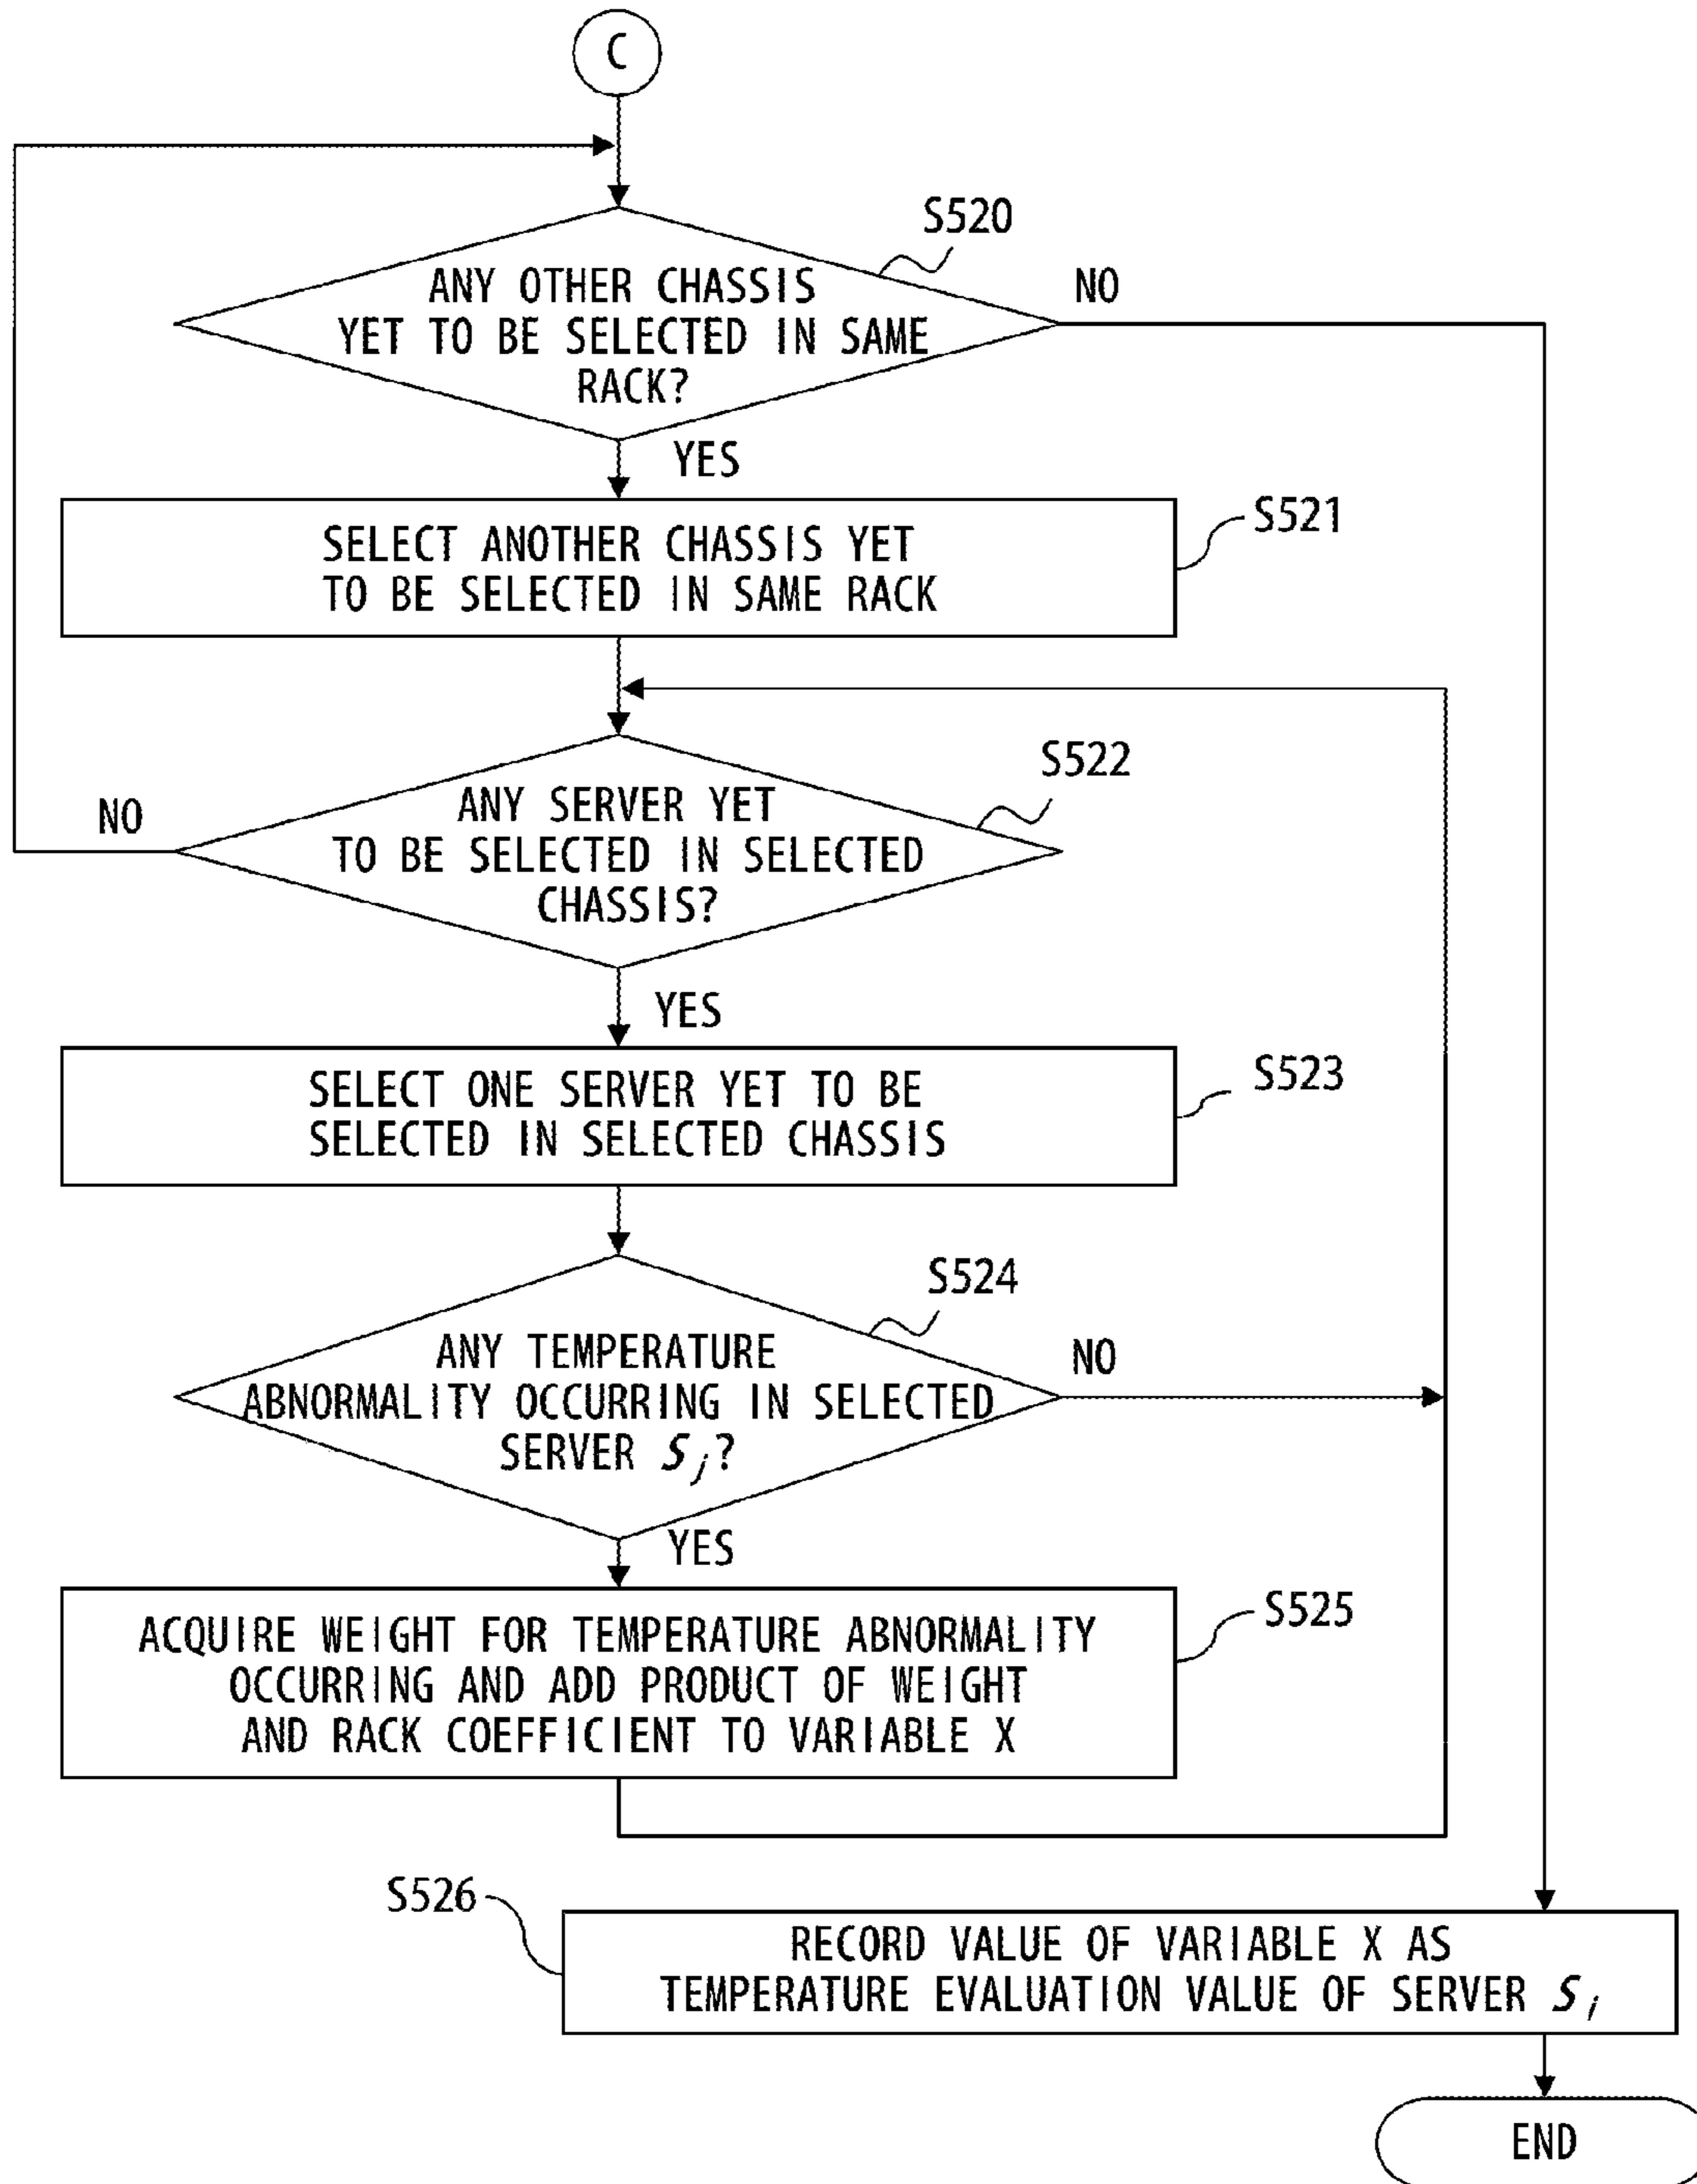 C
S520
ANY OTHER CHASSIS
YET TO BE SELECTED IN SAME
RACK?
NO
YES
SELECT ANOTHER CHASSIS YET
TO BE SELECTED IN SAME RACK
S521
S522
ANY SERVER YET
TO BE SELECTED IN SELECTED
CHASSIS?
NO
YES
SELECT ONE SERVER YET TO BE
SELECTED IN SELECTED CHASSIS
S523
S524
ANY TEMPERATURE
ABNORMALITY OCCURRING IN SELECTED
SERVER Sj?
NO
YES
ACQUIRE WEIGHT FOR TEMPERATURE ABNORMALITY
OCCURRING AND ADD PRODUCT OF WEIGHT
AND RACK COEFFICIENT TO VARIABLE X
S525
S526
RECORD VALUE OF VARIABLE X AS
TEMPERATURE EVALUATION VALUE OF SERVER Si
END